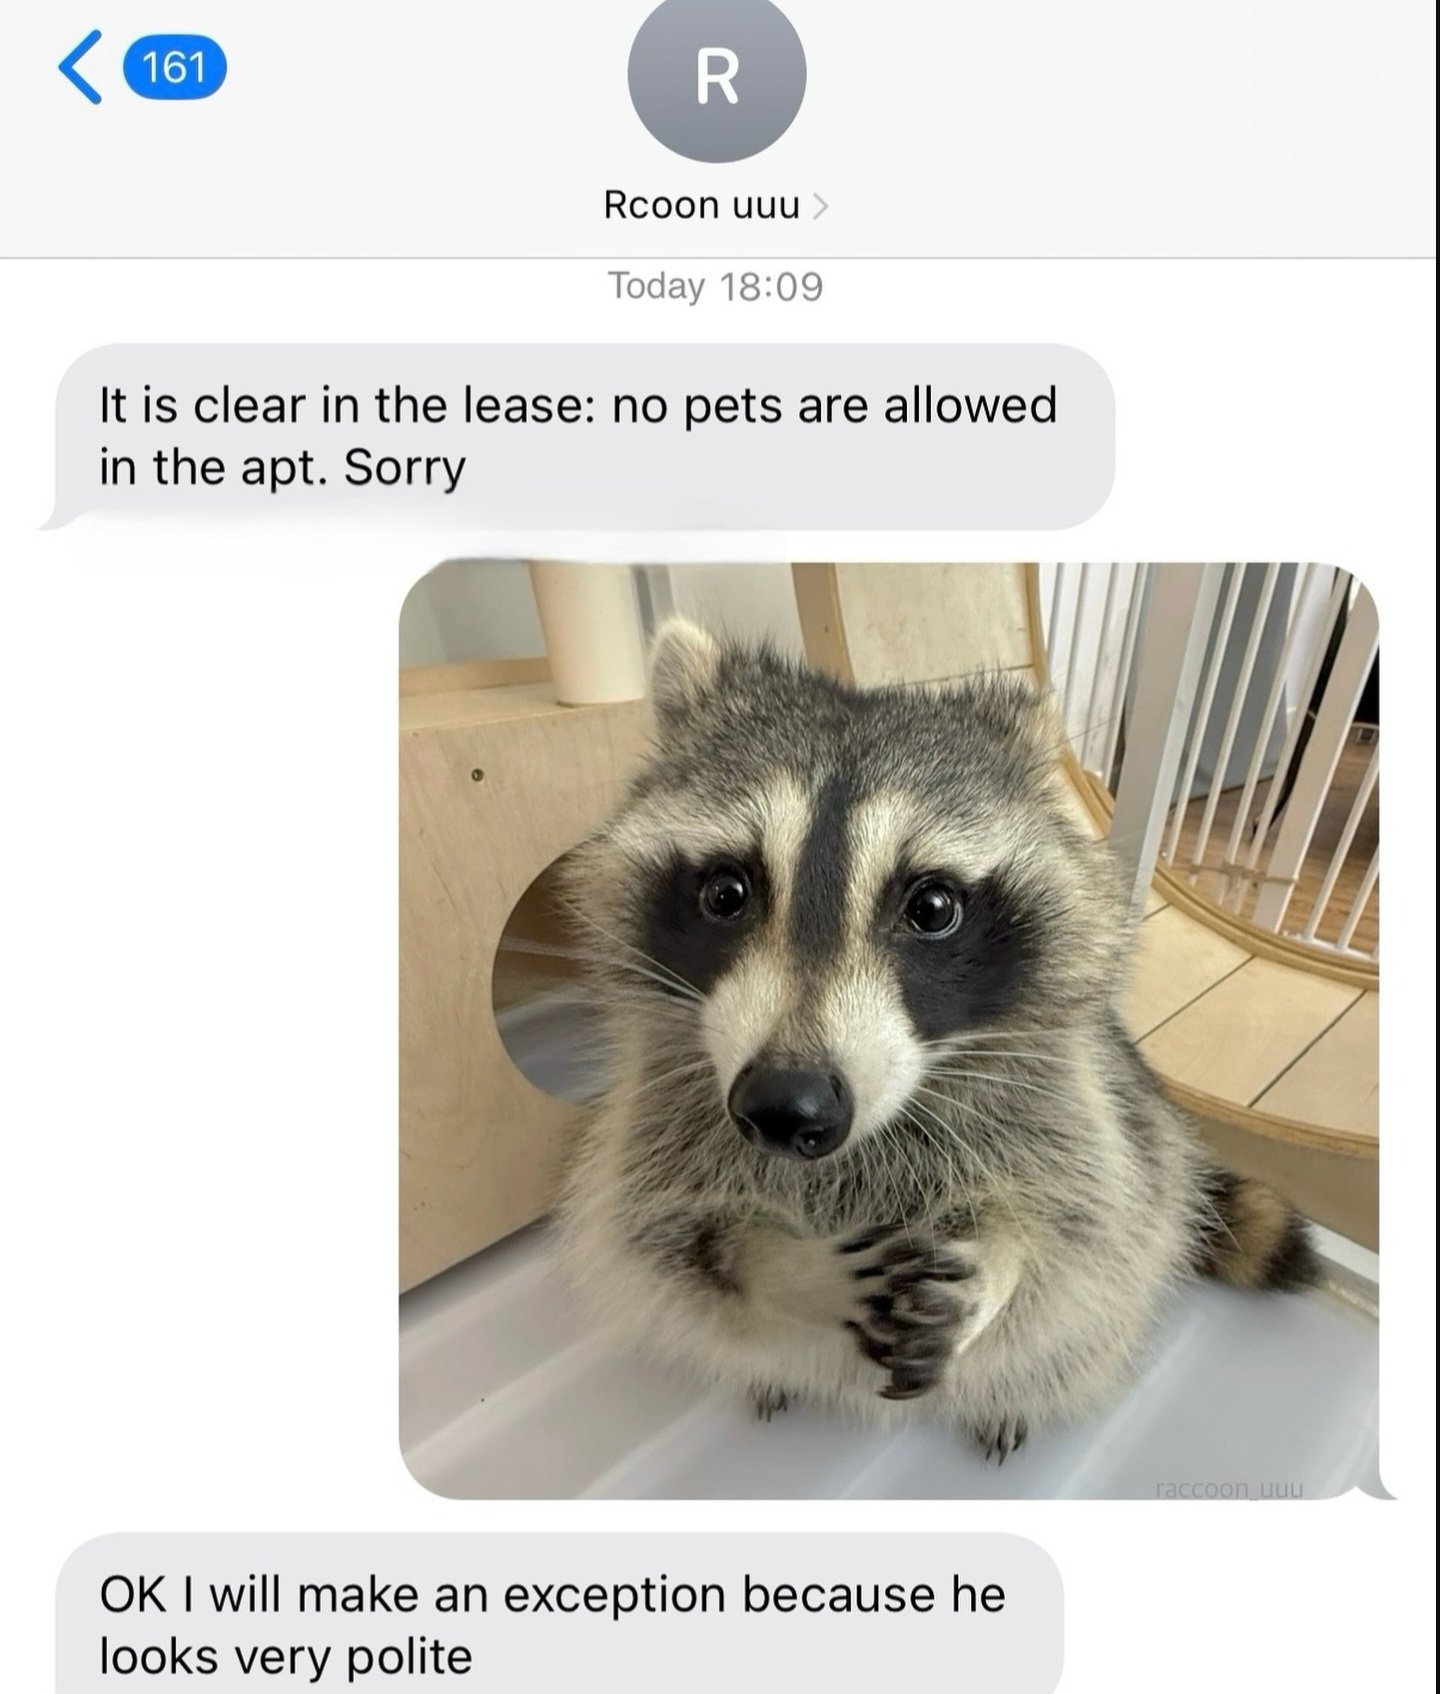 161
R
Rcoon uuu
Today 18:09
It is clear in the lease: no pets are allowed
in the apt. Sorry
raccoon_uuu
OK I will make an exception because he
looks very polite